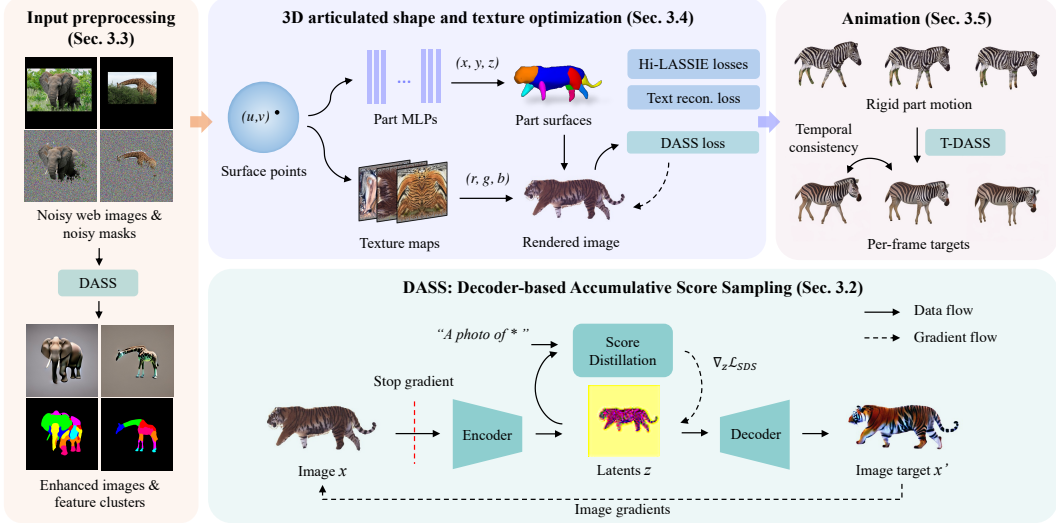 Input preprocessing
(Sec. 3.3)
Noisy web images &
noisy masks
DASS
Enhanced images &
feature clusters
3D articulated shape and texture optimization (Sec. 3.4)
(u,v)
Surface points
Part MLPs
...
(x, y, z)
Part surfaces
Hi-LASSIE losses
Text recon. loss
DASS loss
Texture maps
(r, g, b)
Rendered image
Animation (Sec. 3.5)
Rigid part motion
Temporal
consistency
T-DASS
Per-frame targets
DASS: Decoder-based Accumulative Score Sampling (Sec. 3.2)
“A photo of * ”
Score
Distillation
∇z ℒSDS
Data flow
Gradient flow
Stop gradient
Encoder
Decoder
Image x
Latents z
Image target x’
Image gradients